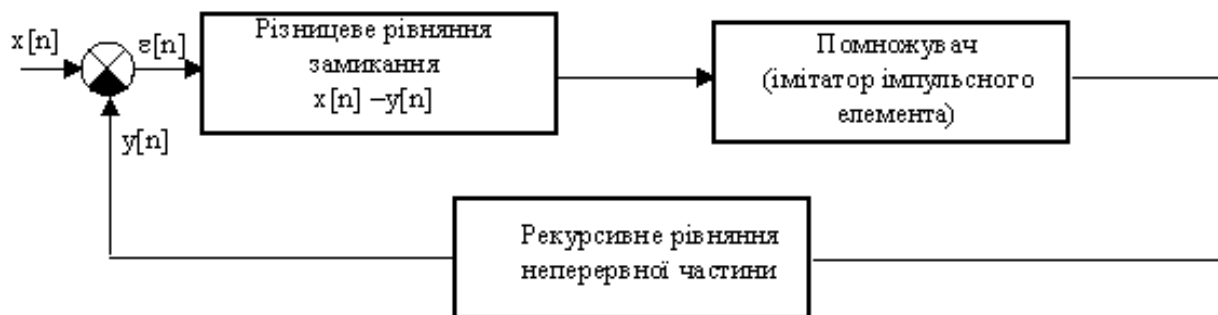 x[n]
ε[n]
Різницеве рівняння
замикання
x[n] –y[n]
Помножувач
(імітатор імпульсного
елемента)
y[n]
Рекурсивне рівняння
неперервної частини